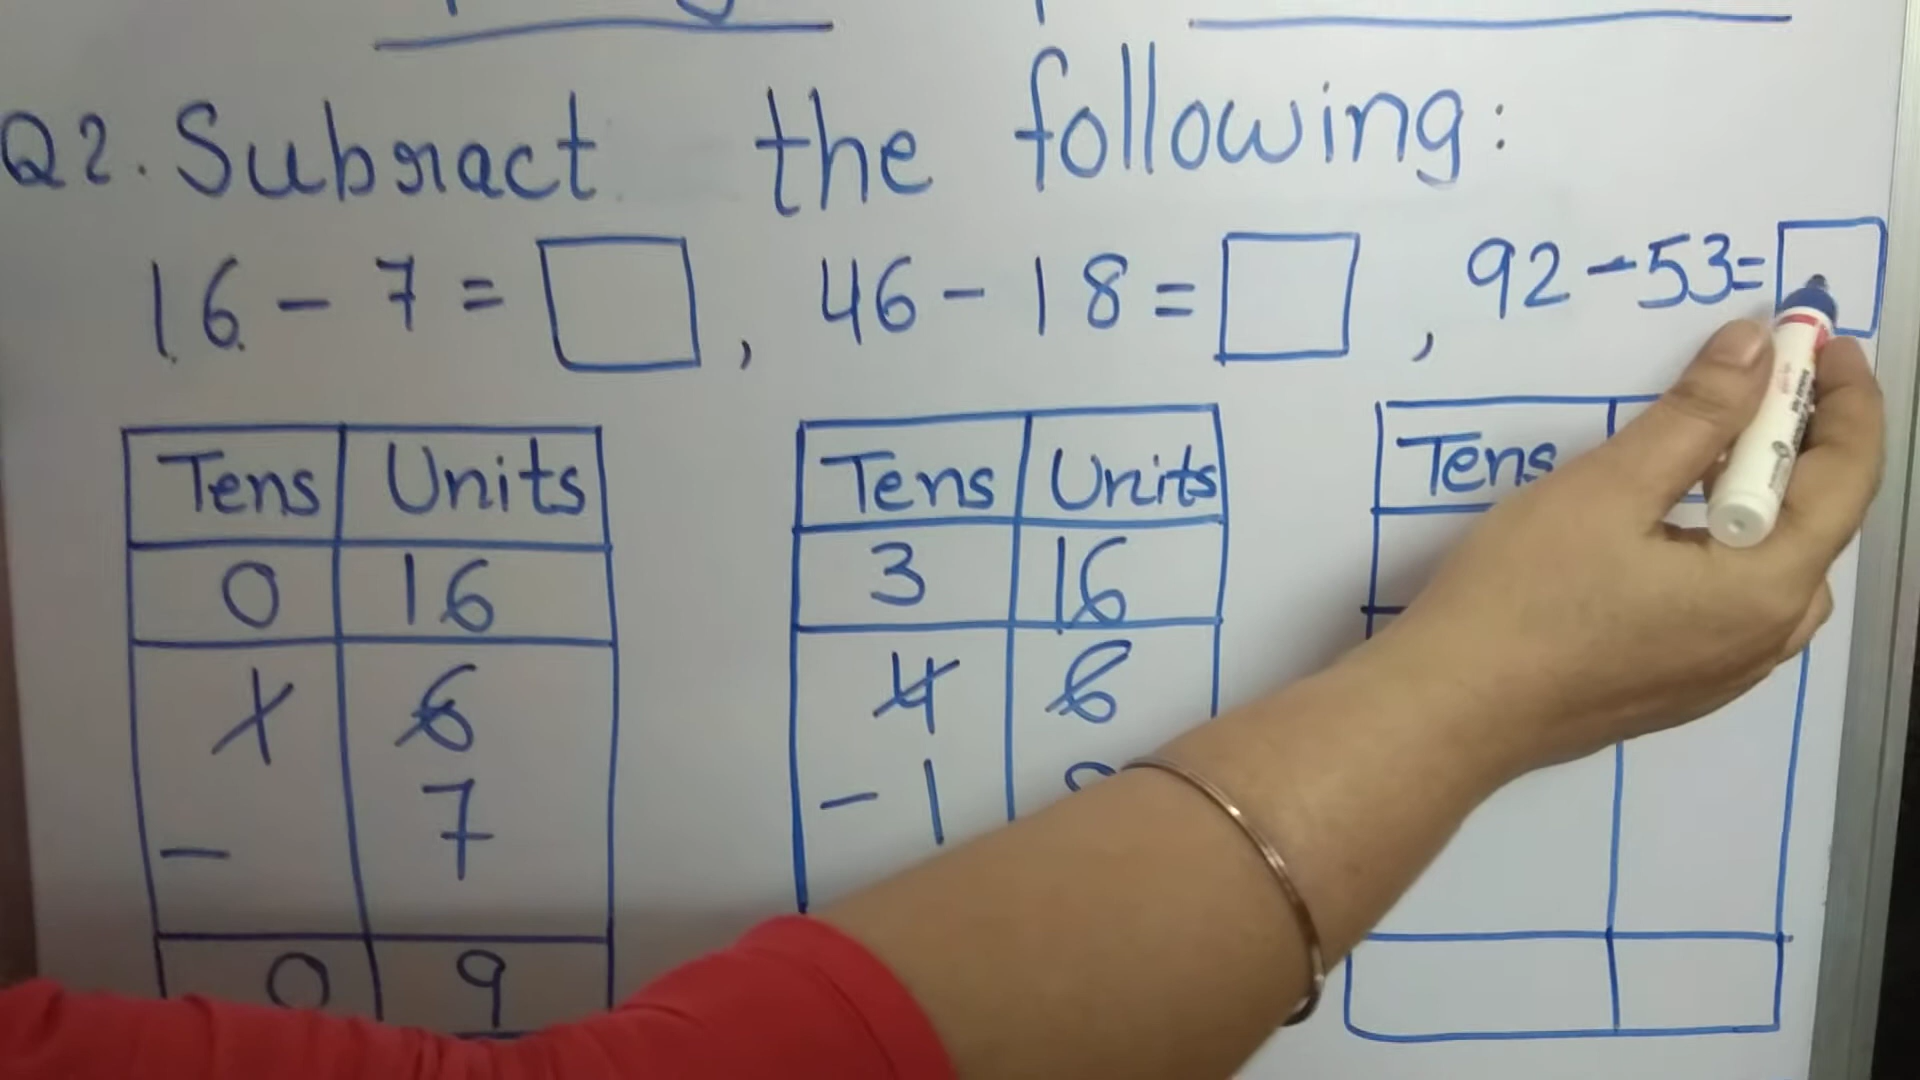 Q2. Subract the following:
16 - 7 = , 46 - 18 = , 92 - 53 =
Tens Units
0 16
1 6
- 7
0 9
Tens Units
3 16
4 6
- 1
Tens